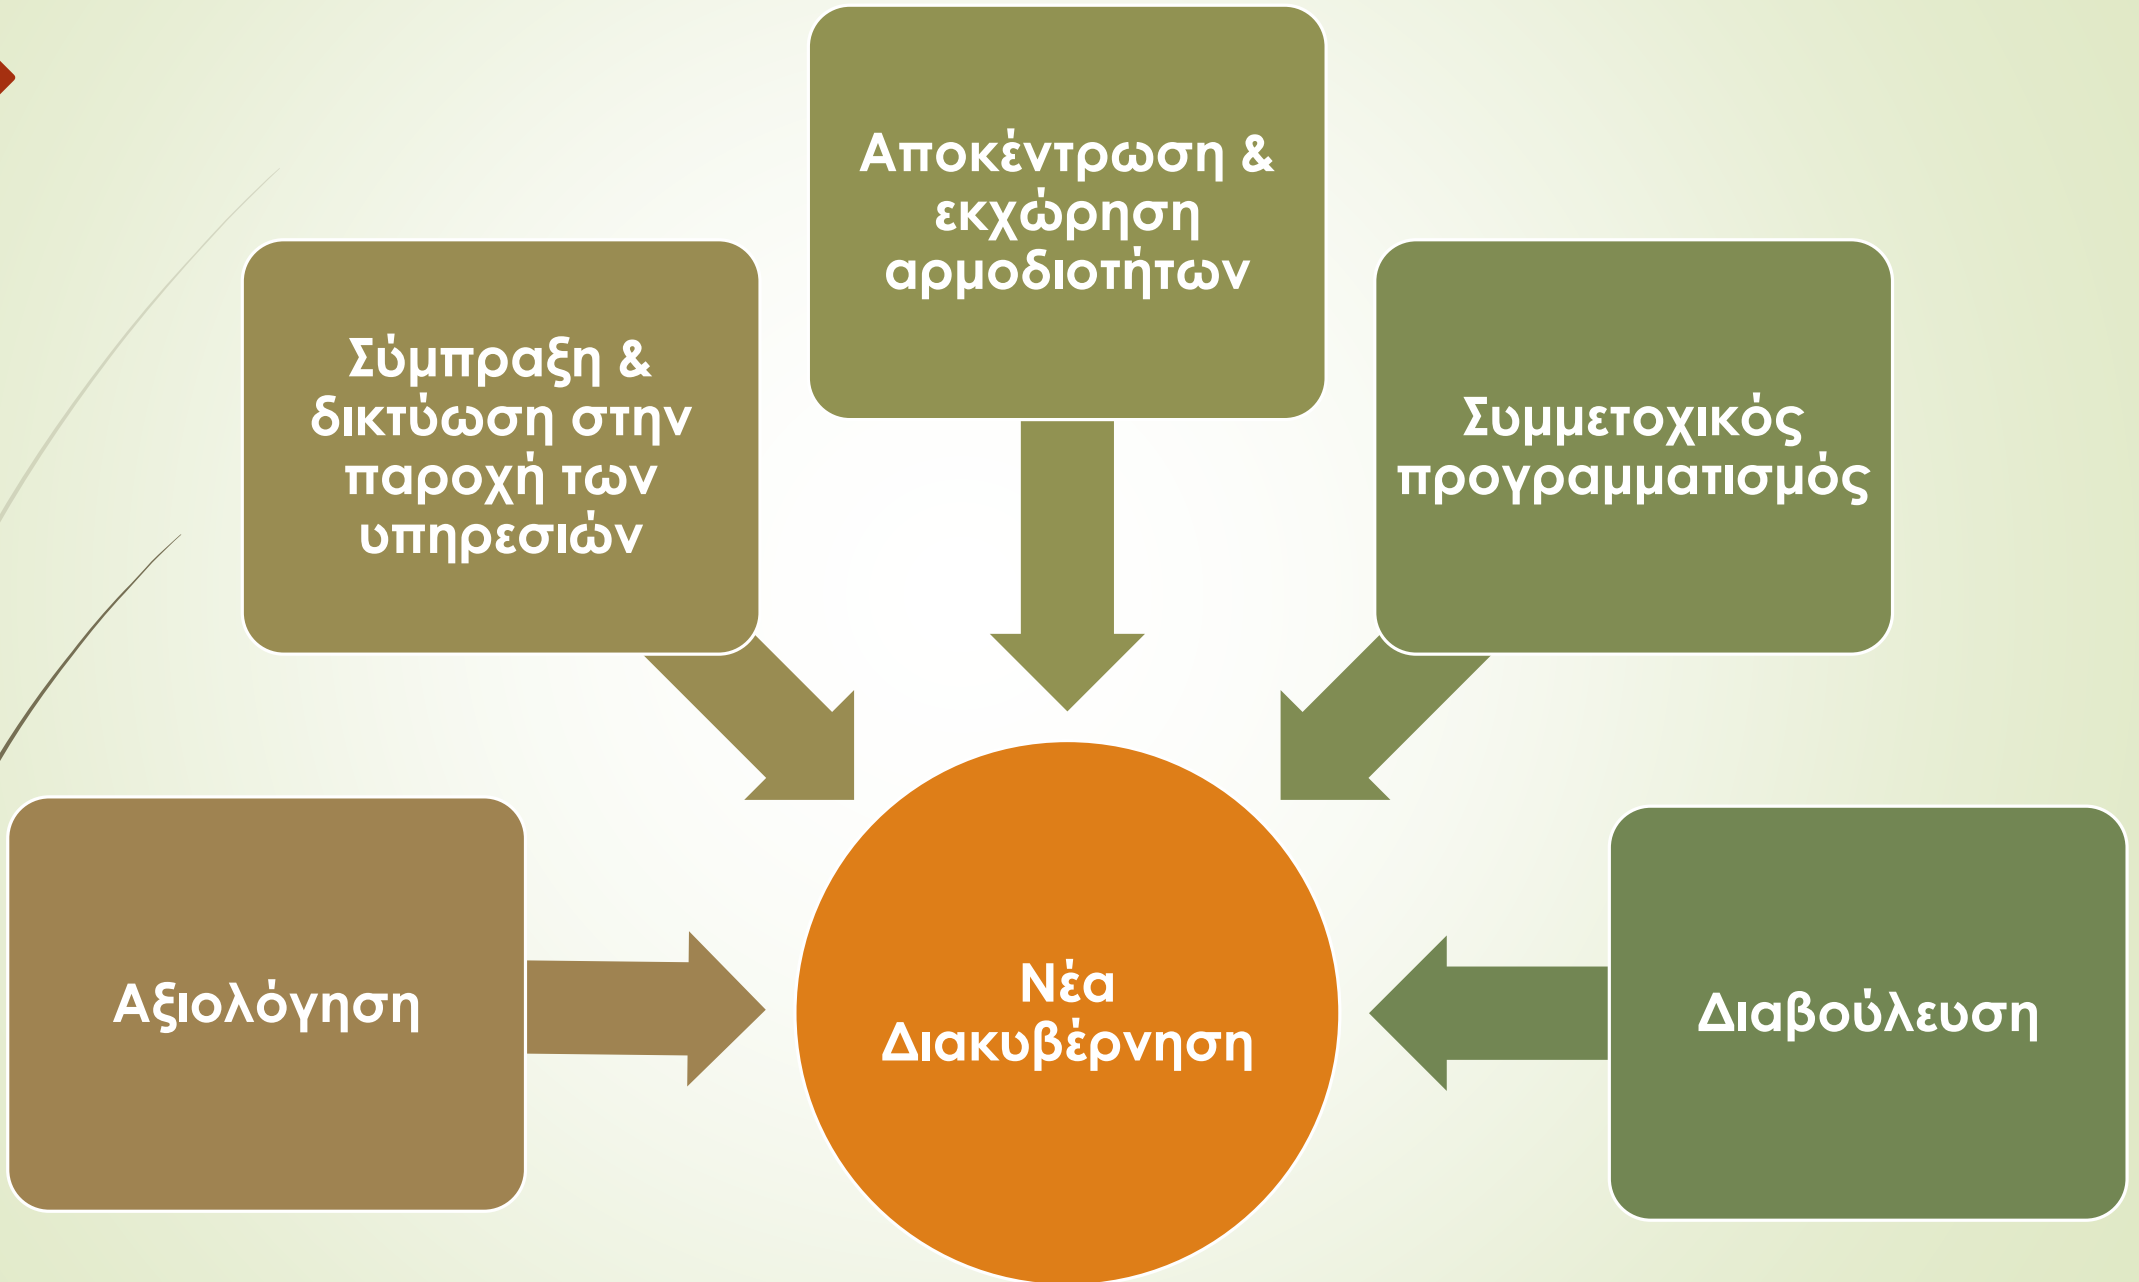 Αποκέντρωση &
εκχώρηση
αρμοδιοτήτων
Σύμπραξη &
δικτύωση στην
παροχή των
υπηρεσιών
Συμμετοχικός
προγραμματισμός
Αξιολόγηση
Νέα
Διακυβέρνηση
Διαβούλευση